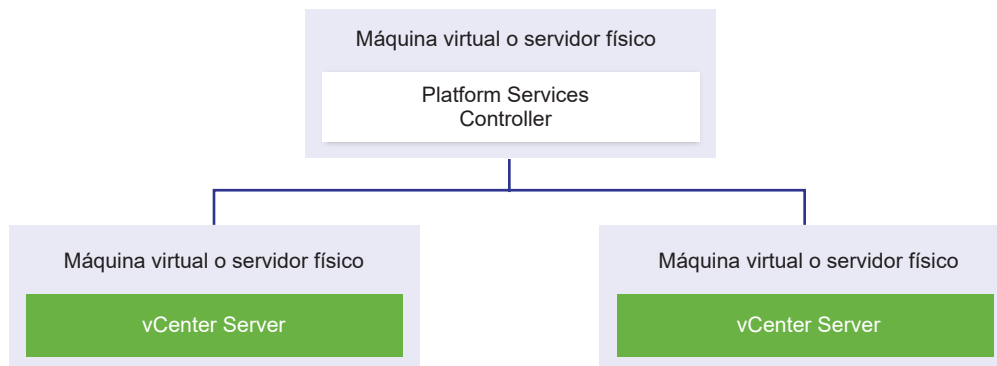 Máquina virtual o servidor físico
Platform Services
Controller
Máquina virtual o servidor físico
vCenter Server
Máquina virtual o servidor físico
vCenter Server